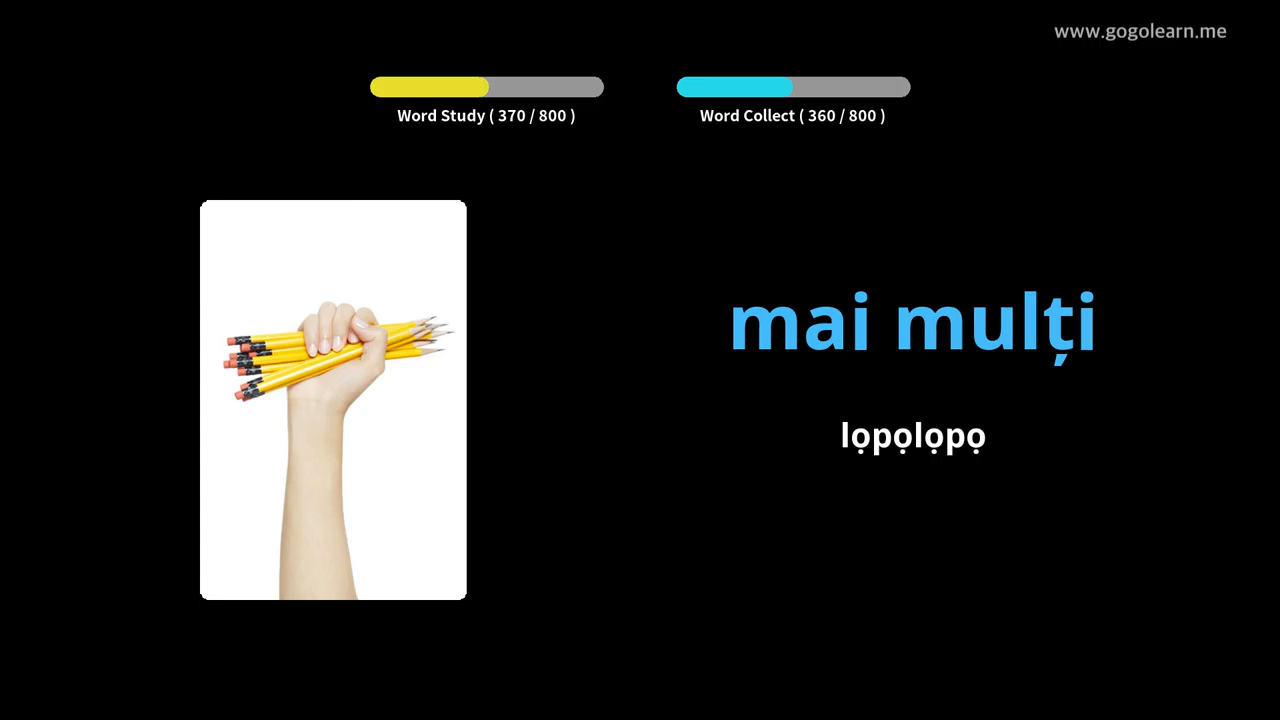 www.gogolearn.me
Word Study ( 370 / 800 )
Word Collect ( 360 / 800 )
mai mulți
lọpọlọpọ